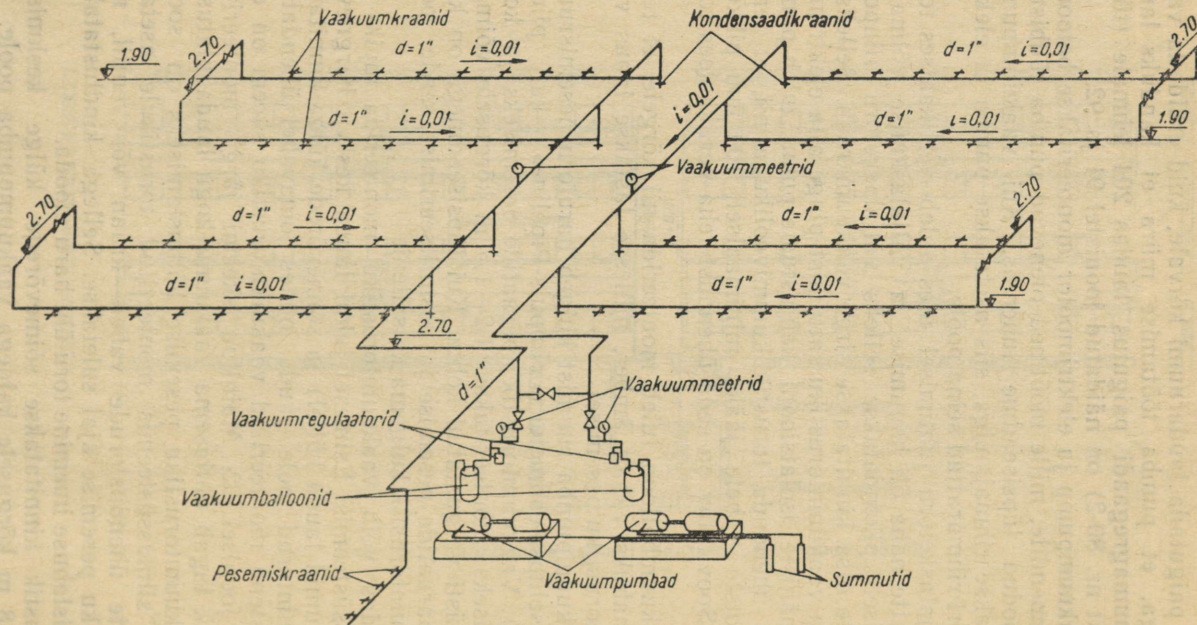 Vaakuumkraanid
Kondensaadikraanid
1.90
2.70
d=1" i=0,01
d=1" i=0,01
2.70
i=0,01
d=1" i=0,01
d=1" i=0,01
1.90
Vaakuummeetrid
2.70
d=1" i=0,01
d=1" i=0,01
2.70
d=1" i=0,01
d=1" i=0,01
1.90
2.70
d=1"
Vaakuummeetrid
Vaakuumregulaatorid
Vaakuumballoonid
Pesemiskraanid
Vaakuumpumbad
Summutid